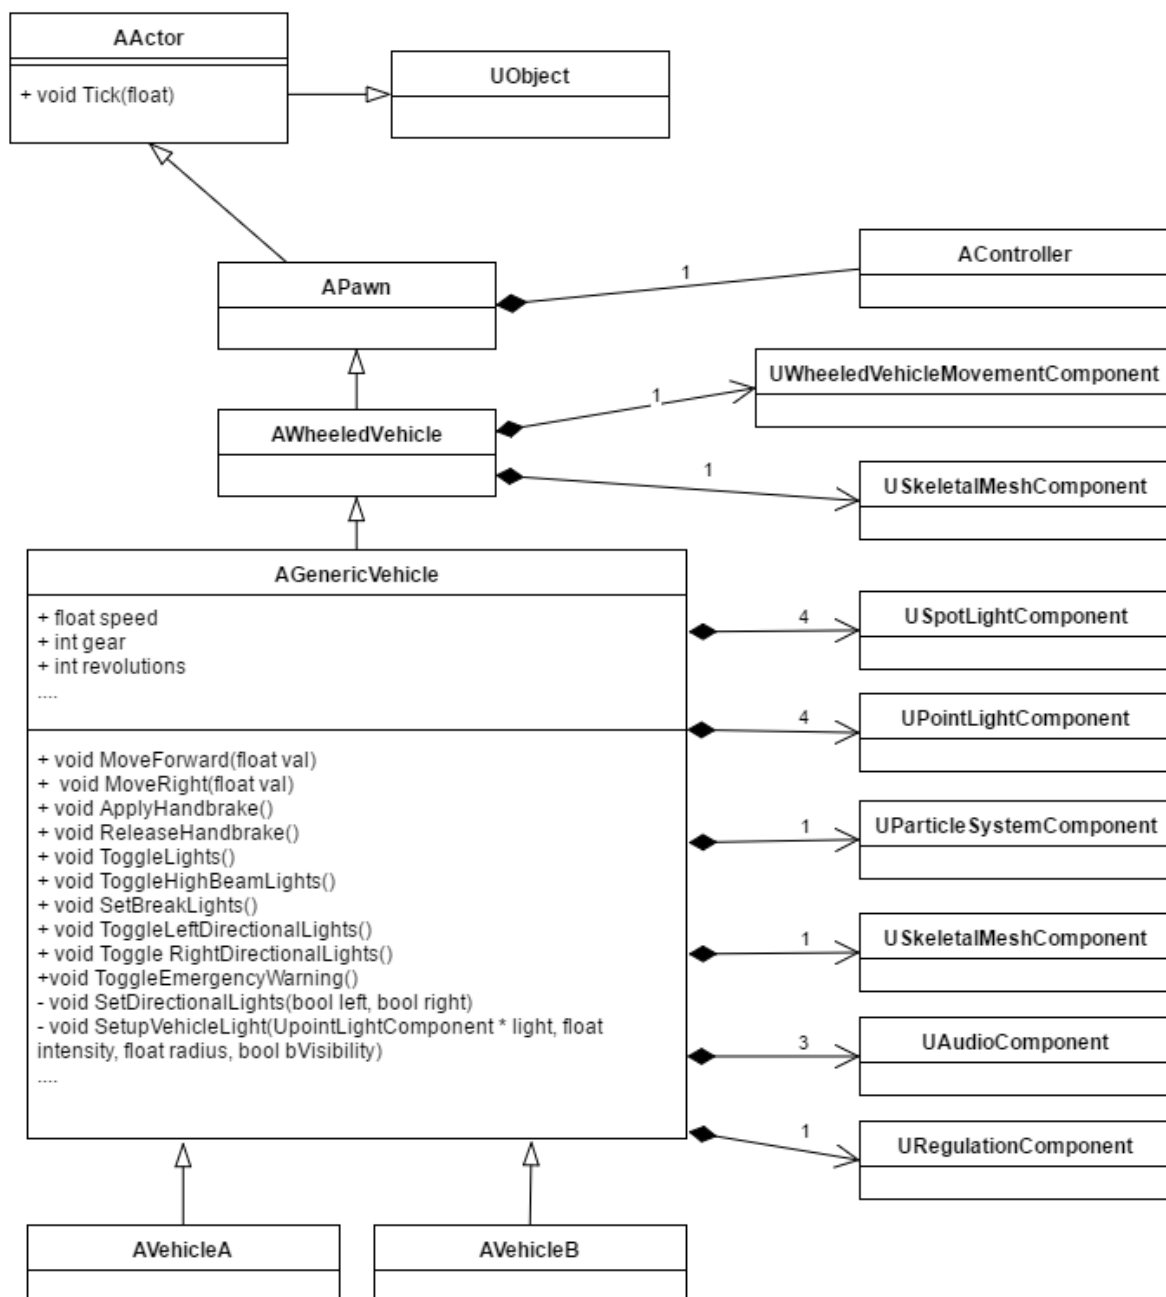 AActor
+ void Tick(float)
UObject
APawn
1
AController
AWheeledVehicle
1
UWheeledVehicleMovementComponent
1
USkeletalMeshComponent
AGenericVehicle
+ float speed
+ int gear
+ int revolutions
....
+ void MoveForward(float val)
+  void MoveRight(float val)
+ void ApplyHandbrake()
+ void ReleaseHandbrake()
+ void ToggleLights()
+ void ToggleHighBeamLights()
+ void SetBreakLights()
+ void ToggleLeftDirectionalLights()
+ void Toggle RightDirectionalLights()
+void ToggleEmergencyWarning()
- void SetDirectionalLights(bool left, bool right)
- void SetupVehicleLight(UpointLightComponent * light, float
intensity, float radius, bool bVisibility)
....
4
USpotLightComponent
4
UPointLightComponent
1
UParticleSystemComponent
1
USkeletalMeshComponent
3
UAudioComponent
1
URegulationComponent
AVehicleA
AVehicleB